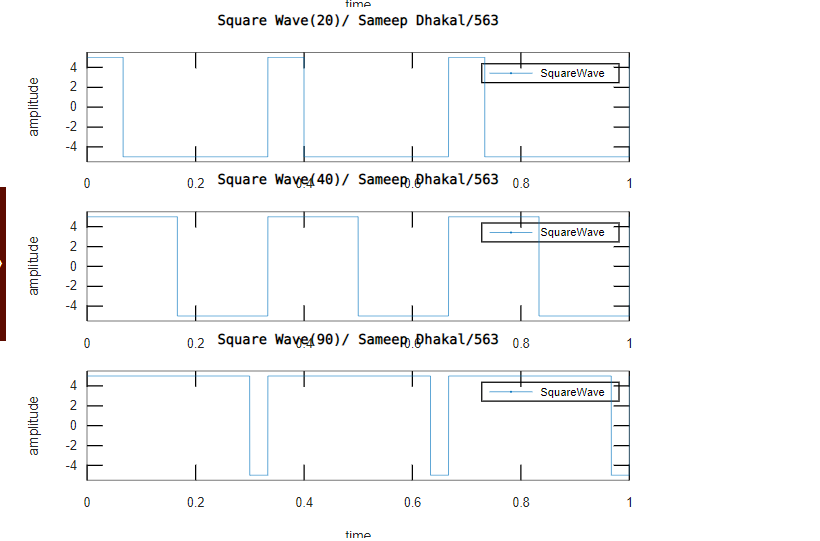 time
Square Wave(20)/ Sameep Dhakal/563
4
2
0
-2
-4
amplitude
SquareWave
0 0.2 0.4 0.6 0.8 1
Square Wave(40)/ Sameep Dhakal/563
4
2
0
-2
-4
amplitude
SquareWave
0 0.2 0.4 0.6 0.8 1
Square Wave(90)/ Sameep Dhakal/563
4
2
0
-2
-4
amplitude
SquareWave
0 0.2 0.4 0.6 0.8 1
time